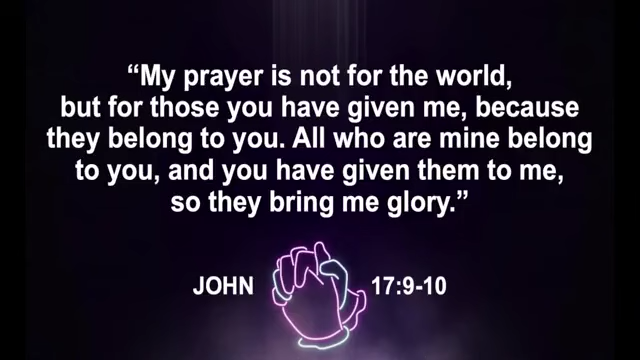 “My prayer is not for the world,
but for those you have given me, because
they belong to you. All who are mine belong
to you, and you have given them to me,
so they bring me glory.”
JOHN 17:9-10